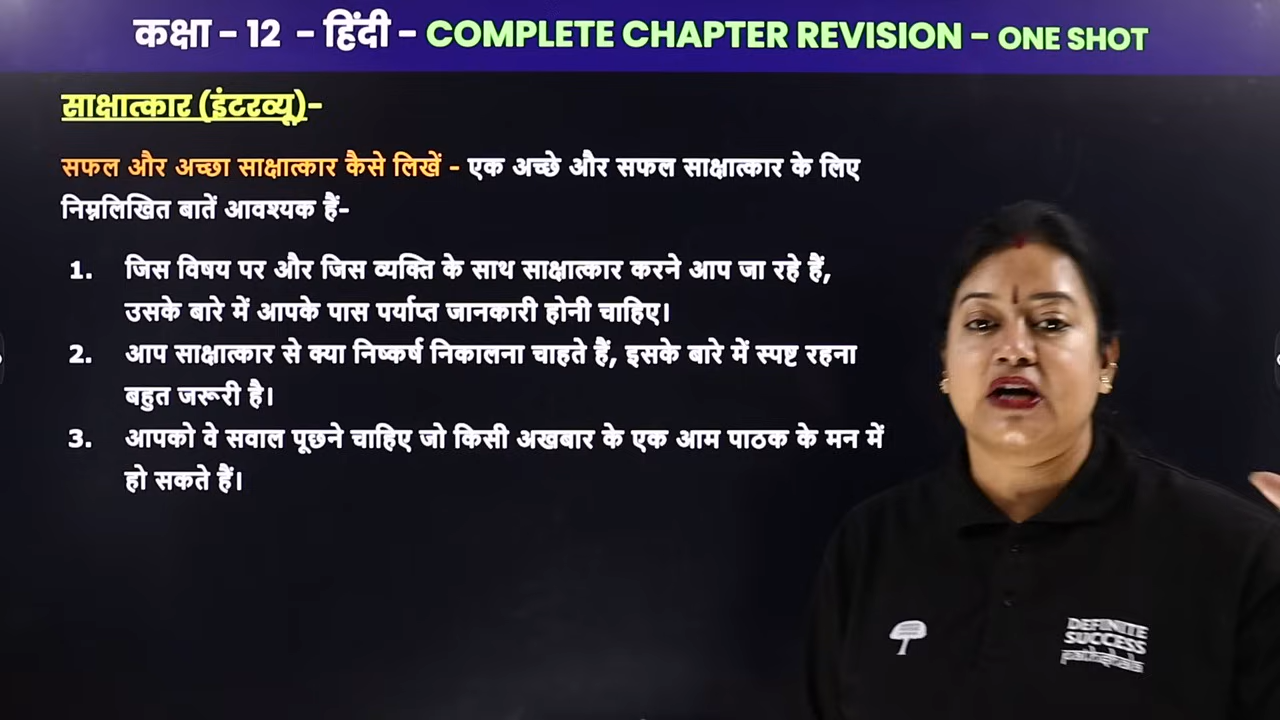 कक्षा – 12 – हिंदी – COMPLETE CHAPTER REVISION – ONE SHOT
साक्षात्कार (इंटरव्यू)-
सफल और अच्छा साक्षात्कार कैसे लिखें - एक अच्छे और सफल साक्षात्कार के लिए
निम्नलिखित बातें आवश्यक हैं-
1. जिस विषय पर और जिस व्यक्ति के साथ साक्षात्कार करने आप जा रहे हैं,
उसके बारे में आपके पास पर्याप्त जानकारी होनी चाहिए।
2. आप साक्षात्कार से क्या निष्कर्ष निकालना चाहते हैं, इसके बारे में स्पष्ट रहना
बहुत जरूरी है।
3. आपको वे सवाल पूछने चाहिए जो किसी अखबार के एक आम पाठक के मन में
हो सकते हैं।
DEFINITE
SUCCESS